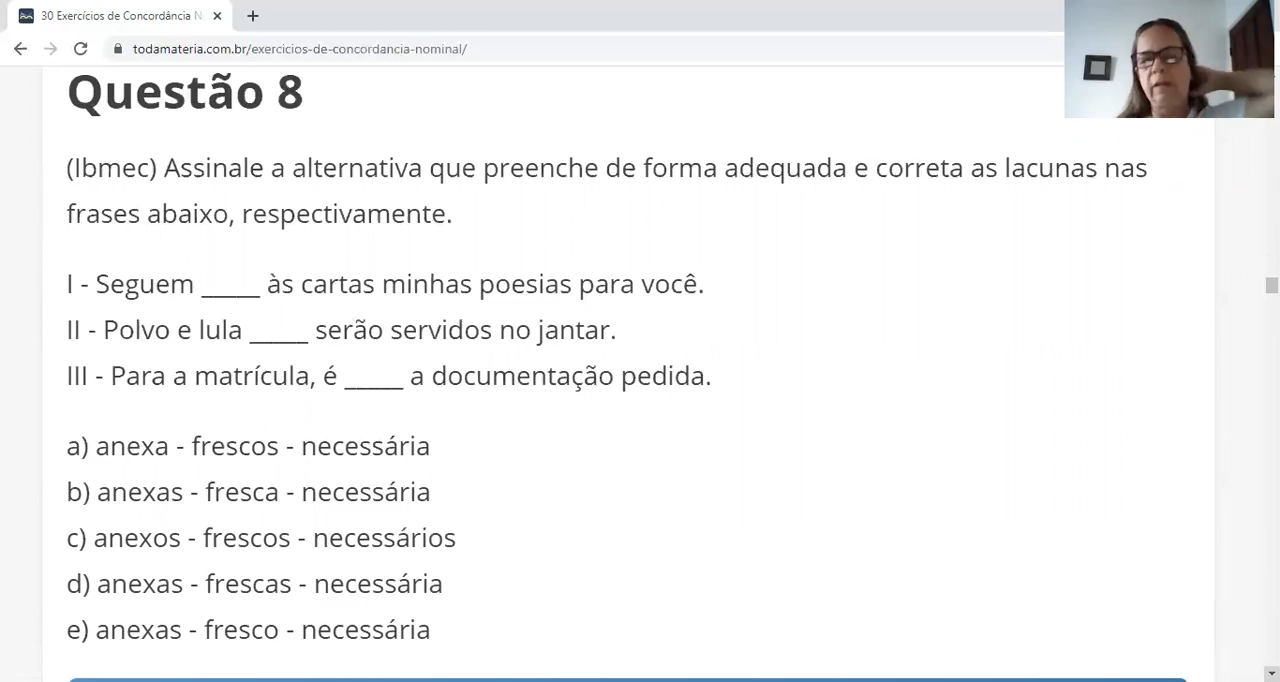 30 Exercícios de Concordância N
todamateria.com.br/exercicios-de-concordancia-nominal/
Questão 8
(Ibmec) Assinale a alternativa que preenche de forma adequada e correta as lacunas nas
frases abaixo, respectivamente.
I - Seguem _____ às cartas minhas poesias para você.
II - Polvo e lula _____ serão servidos no jantar.
III - Para a matrícula, é _____ a documentação pedida.
a) anexa - frescos - necessária
b) anexas - fresca - necessária
c) anexos - frescos - necessários
d) anexas - frescas - necessária
e) anexas - fresco - necessária